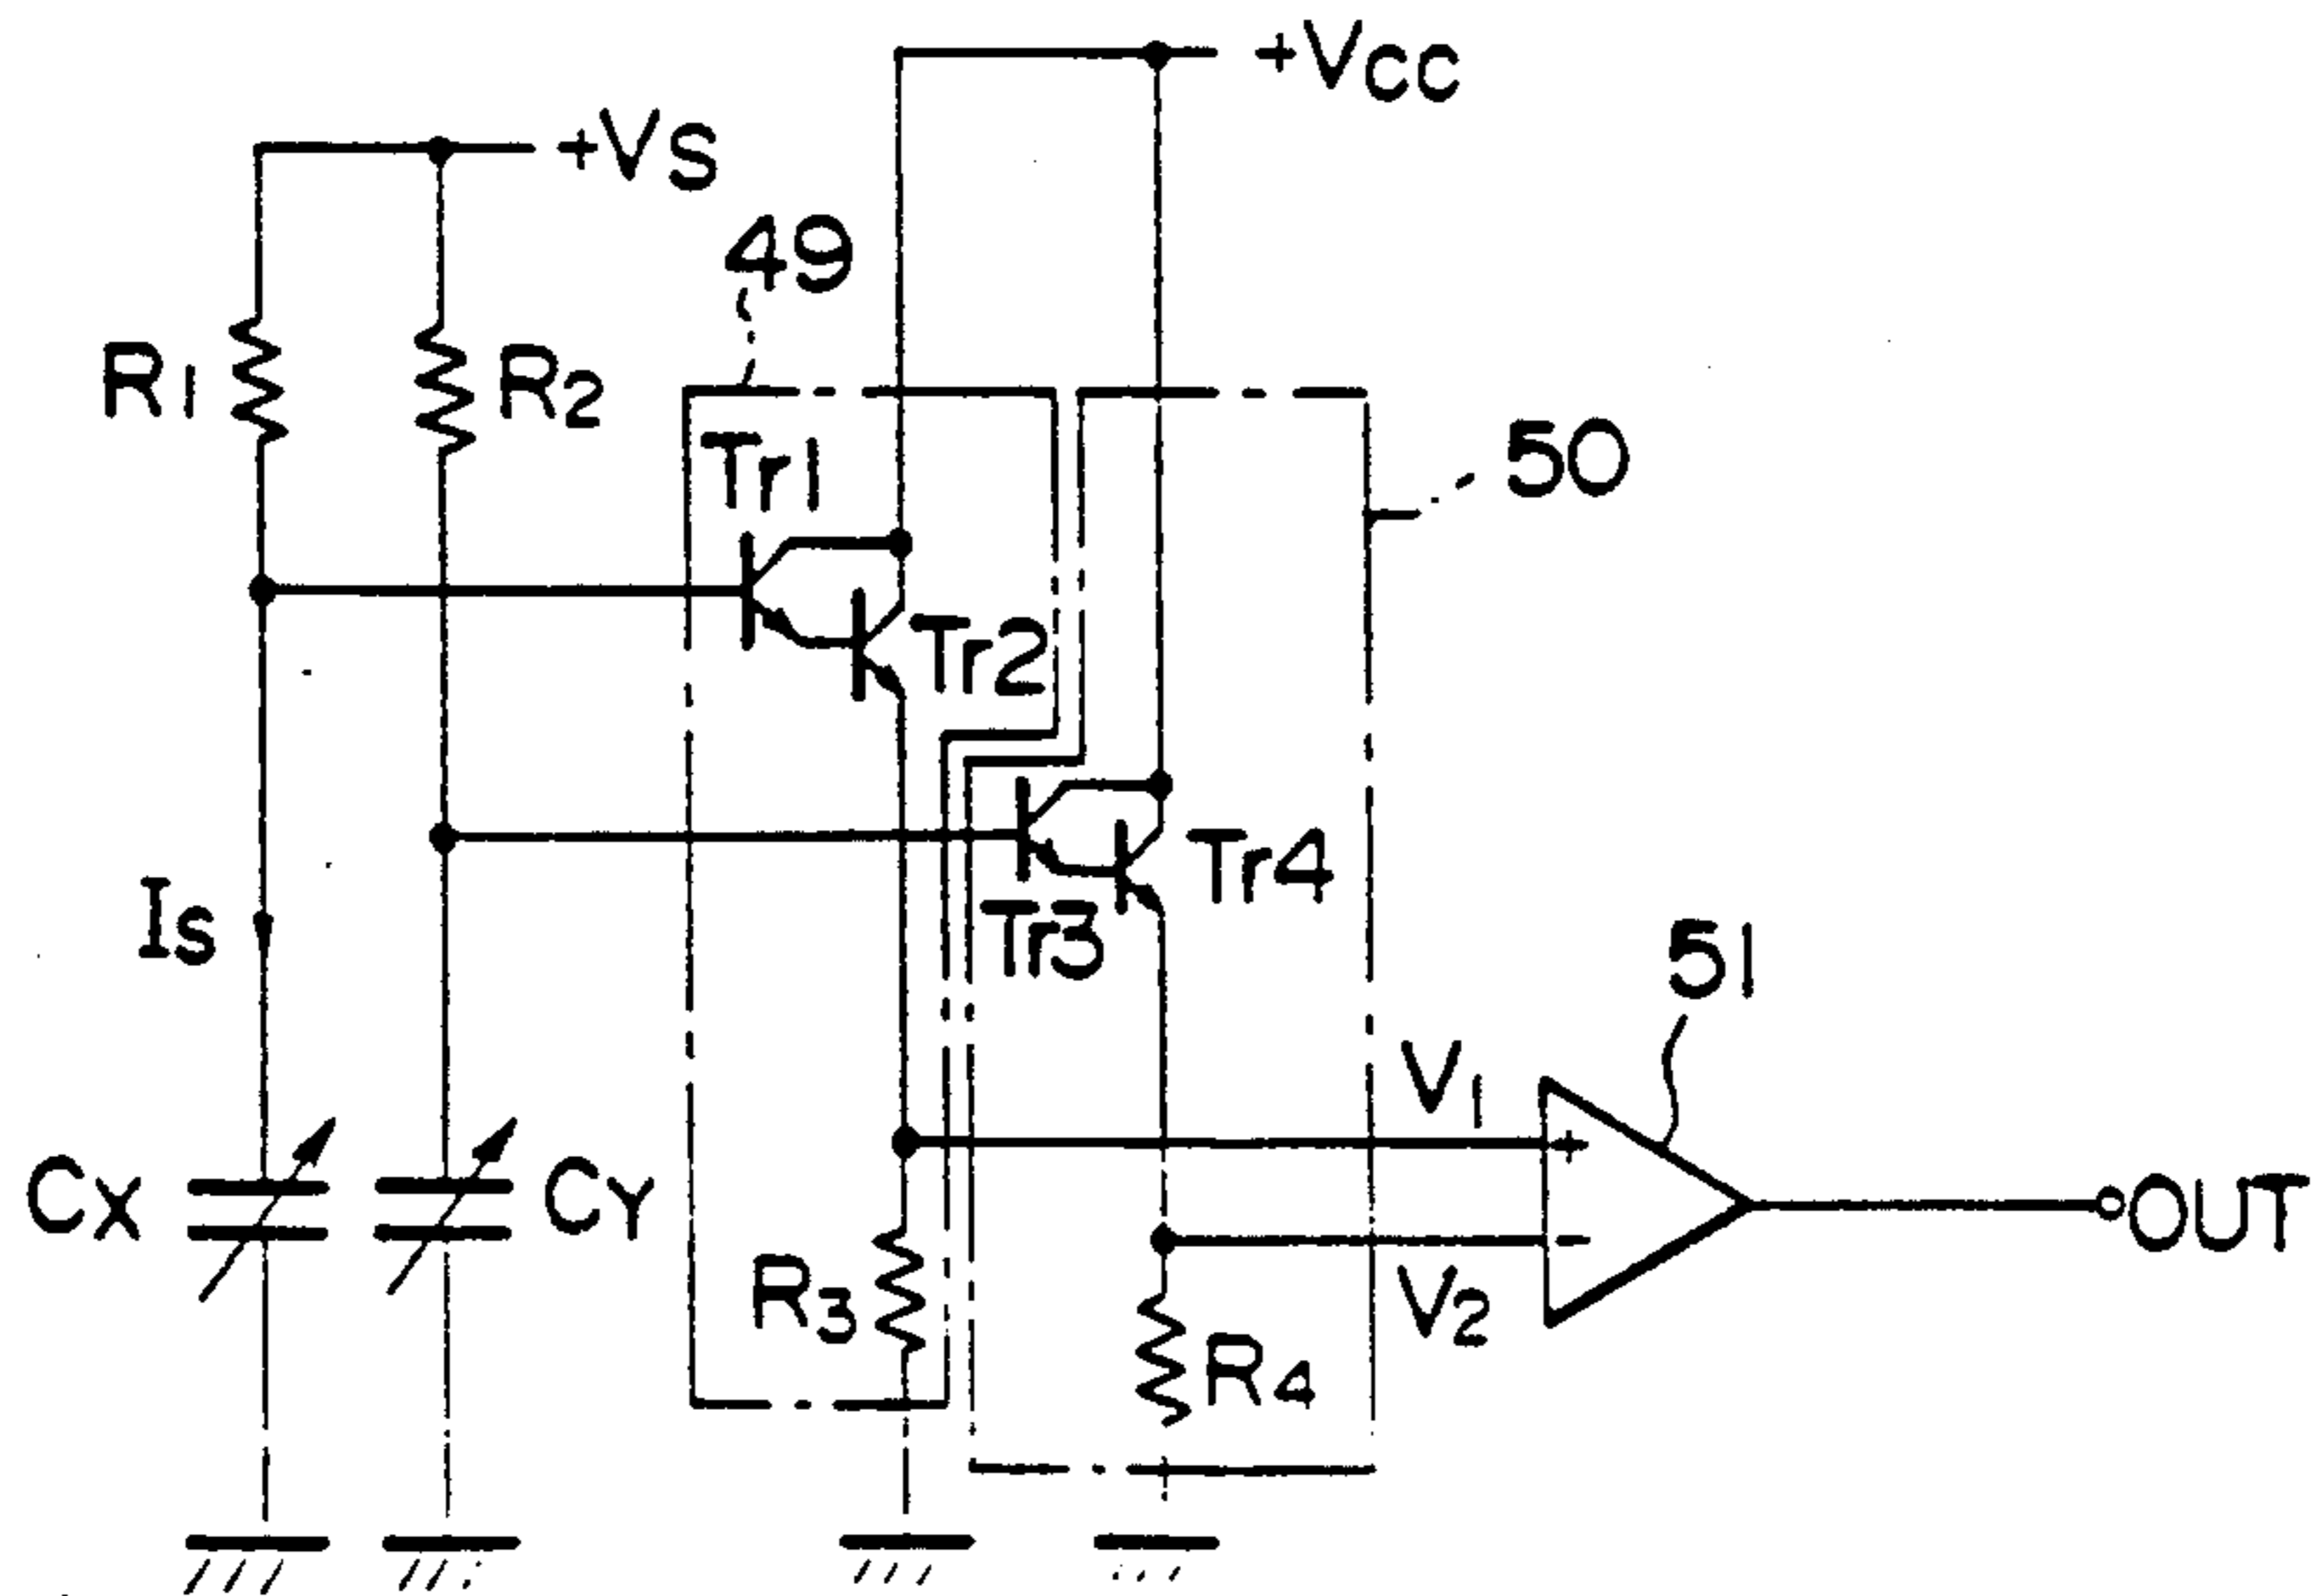 +VCC
+VS
49
R1
R2
Tr1
50
Tr2
Tr4
Is
Tr3
51
V1
+
CX
CY
OUT
-
R3
V2
R4